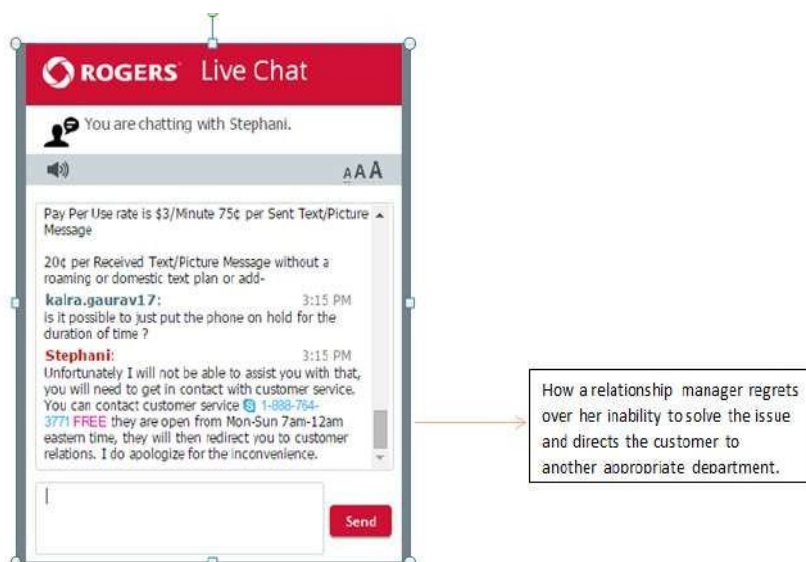 ROGERS Live Chat
You are chatting with Stephani.
A A A
Pay Per Use rate is $3/Minute 75¢ per Sent Text/Picture
Message
20¢ per Received Text/Picture Message without a
roaming or domestic text plan or add-
kalra.gaurav17: 3:15 PM
is it possible to just put the phone on hold for the
duration of time ?
Stephani: 3:15 PM
Unfortunately I will not be able to assist you with that,
you will need to get in contact with customer service.
You can contact customer service 1-888-764-
3771 FREE they are open from Mon-Sun 7am-12am
eastern time, they will then redirect you to customer
relations. I do apologize for the inconvenience.
Send
How a relationship manager regrets
over her inability to solve the issue
and directs the customer to
another appropriate department.